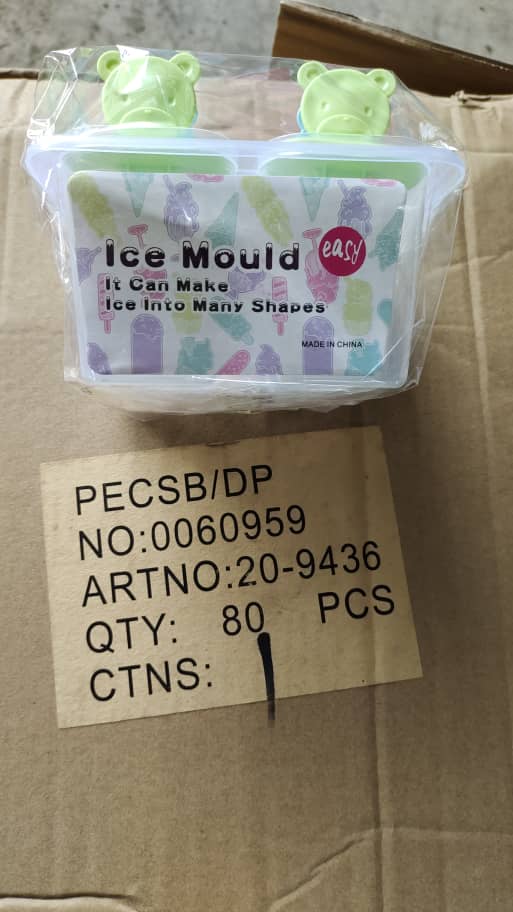 Ice Mould easy
It Can Make
Ice Into Many Shapes
MADE IN CHINA
PECSB/DP
NO:0060959
ARTNO:20-9436
QTY: 80 PCS
CTNS: 1